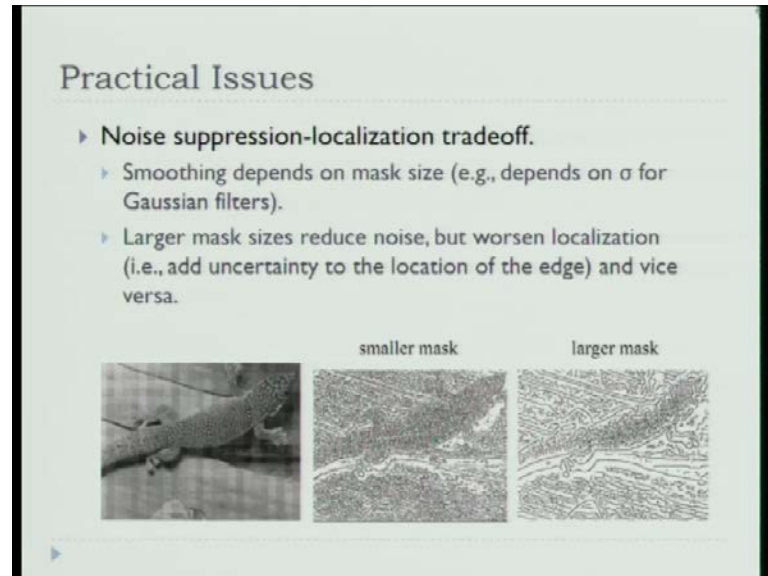 Practical Issues
Noise suppression-localization tradeoff.
Smoothing depends on mask size (e.g., depends on σ for
Gaussian filters).
Larger mask sizes reduce noise, but worsen localization
(i.e., add uncertainty to the location of the edge) and vice
versa.
smaller mask
larger mask